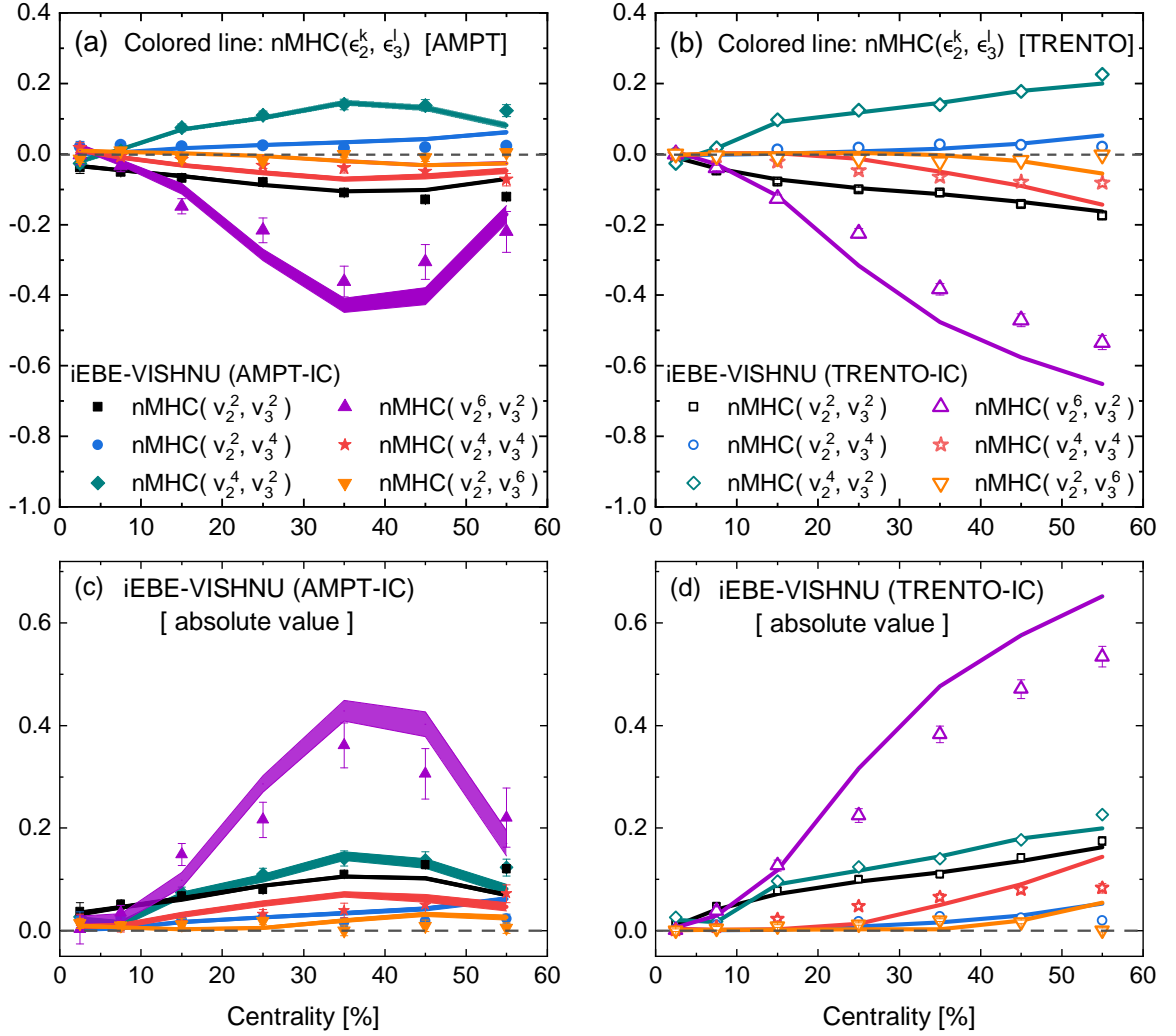 (a) Colored line: nMHC(ϵ₂ᵏ, ϵ₃ˡ) [AMPT]
0.4
0.2
0.0
-0.2
-0.4
-0.6
-0.8
-1.0
iEBE-VISHNU (AMPT-IC)
nMHC( v₂², v₃² )
nMHC( v₂⁶, v₃² )
nMHC( v₂², v₃⁴ )
nMHC( v₂⁴, v₃⁴ )
nMHC( v₂⁴, v₃² )
nMHC( v₂², v₃⁶ )
0 10 20 30 40 50 60
(b) Colored line: nMHC(ϵ₂ᵏ, ϵ₃ˡ) [TRENTO]
0.4
0.2
0.0
-0.2
-0.4
-0.6
-0.8
-1.0
iEBE-VISHNU (TRENTO-IC)
nMHC( v₂², v₃² )
nMHC( v₂⁶, v₃² )
nMHC( v₂², v₃⁴ )
nMHC( v₂⁴, v₃⁴ )
nMHC( v₂⁴, v₃² )
nMHC( v₂², v₃⁶ )
0 10 20 30 40 50 60
(c) iEBE-VISHNU (AMPT-IC)
[ absolute value ]
0.6
0.4
0.2
0.0
0 10 20 30 40 50 60
Centrality [%]
(d) iEBE-VISHNU (TRENTO-IC)
[ absolute value ]
0.6
0.4
0.2
0.0
0 10 20 30 40 50 60
Centrality [%]